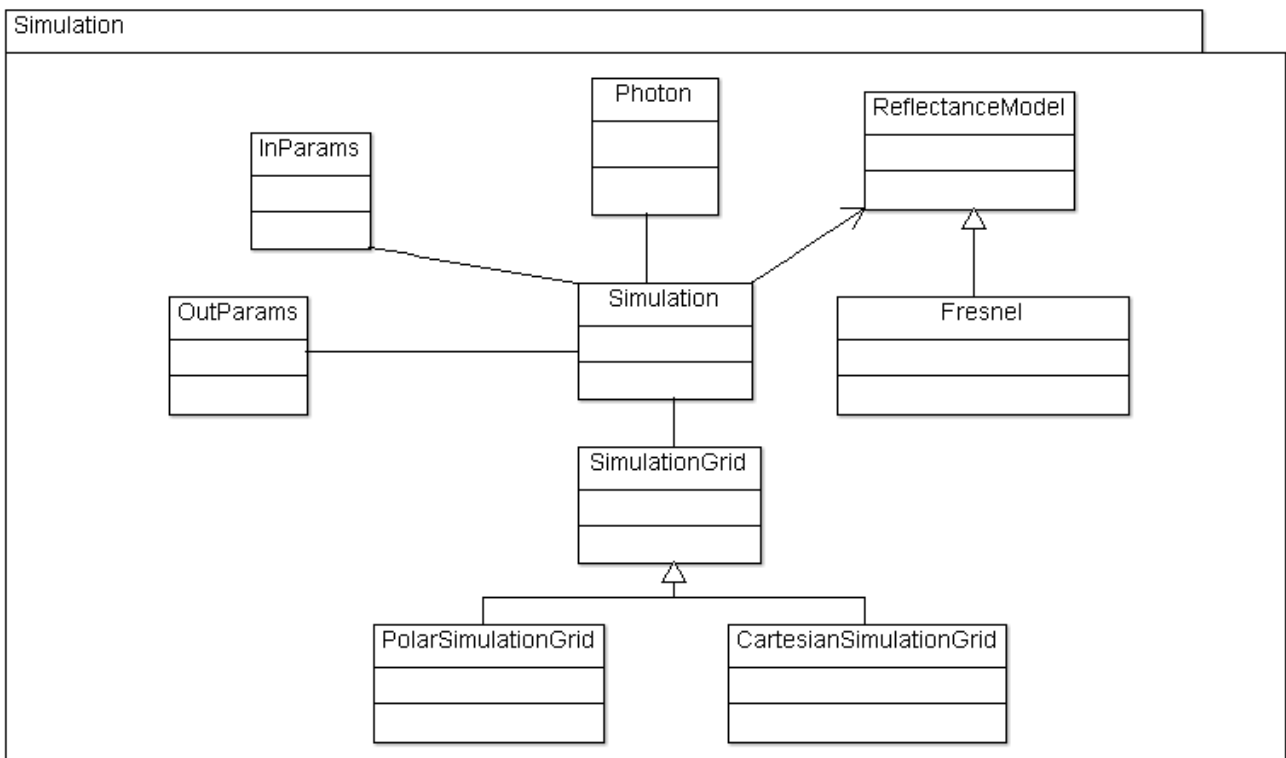 Simulation
Photon
ReflectanceModel
InParams
Simulation
OutParams
Fresnel
SimulationGrid
PolarSimulationGrid
CartesianSimulationGrid